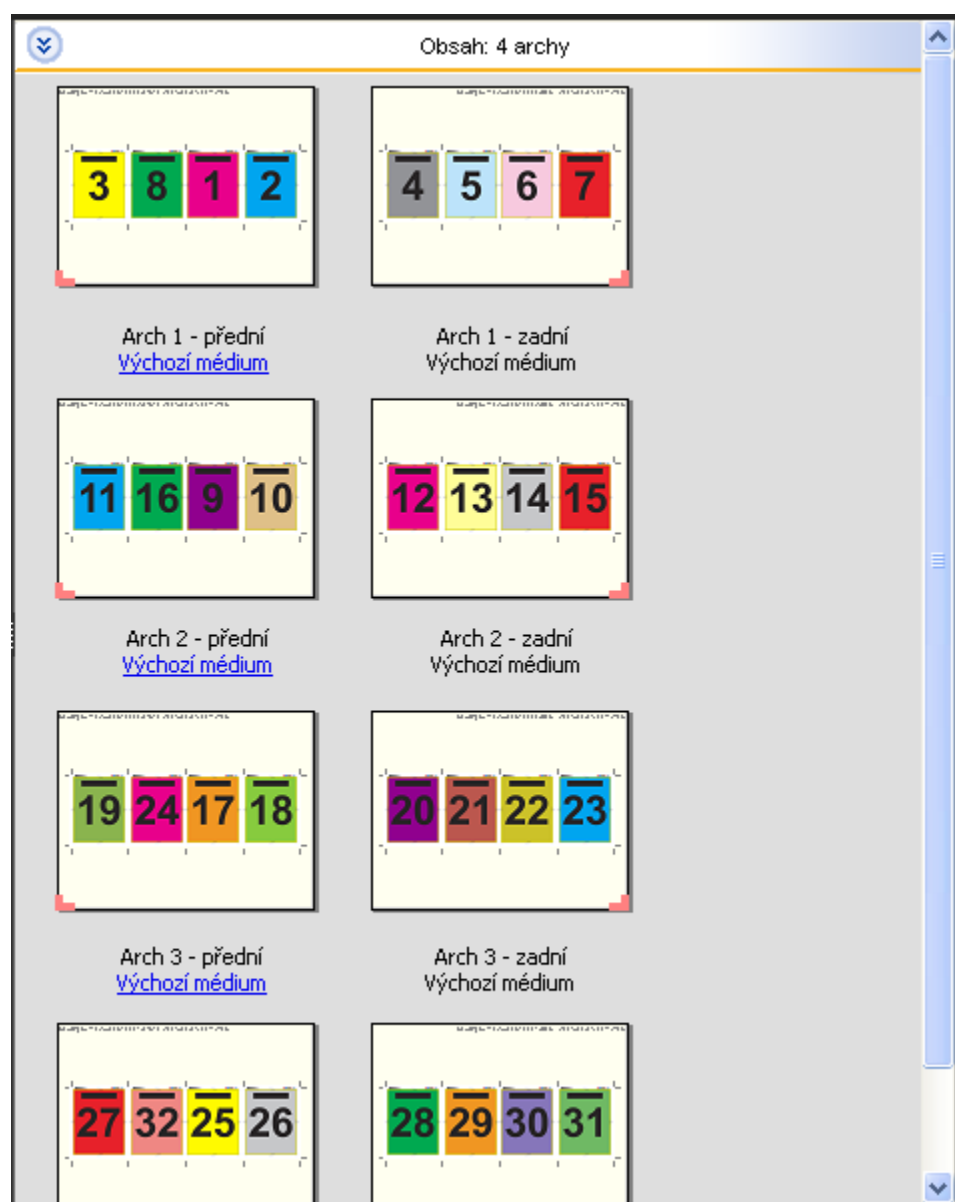 Obsah: 4 archy
3 8 1 2
4 5 6 7
Arch 1 - přední
Výchozí médium
Arch 1 - zadní
Výchozí médium
11 16 9 10
12 13 14 15
Arch 2 - přední
Výchozí médium
Arch 2 - zadní
Výchozí médium
19 24 17 18
20 21 22 23
Arch 3 - přední
Výchozí médium
Arch 3 - zadní
Výchozí médium
27 32 25 26
28 29 30 31